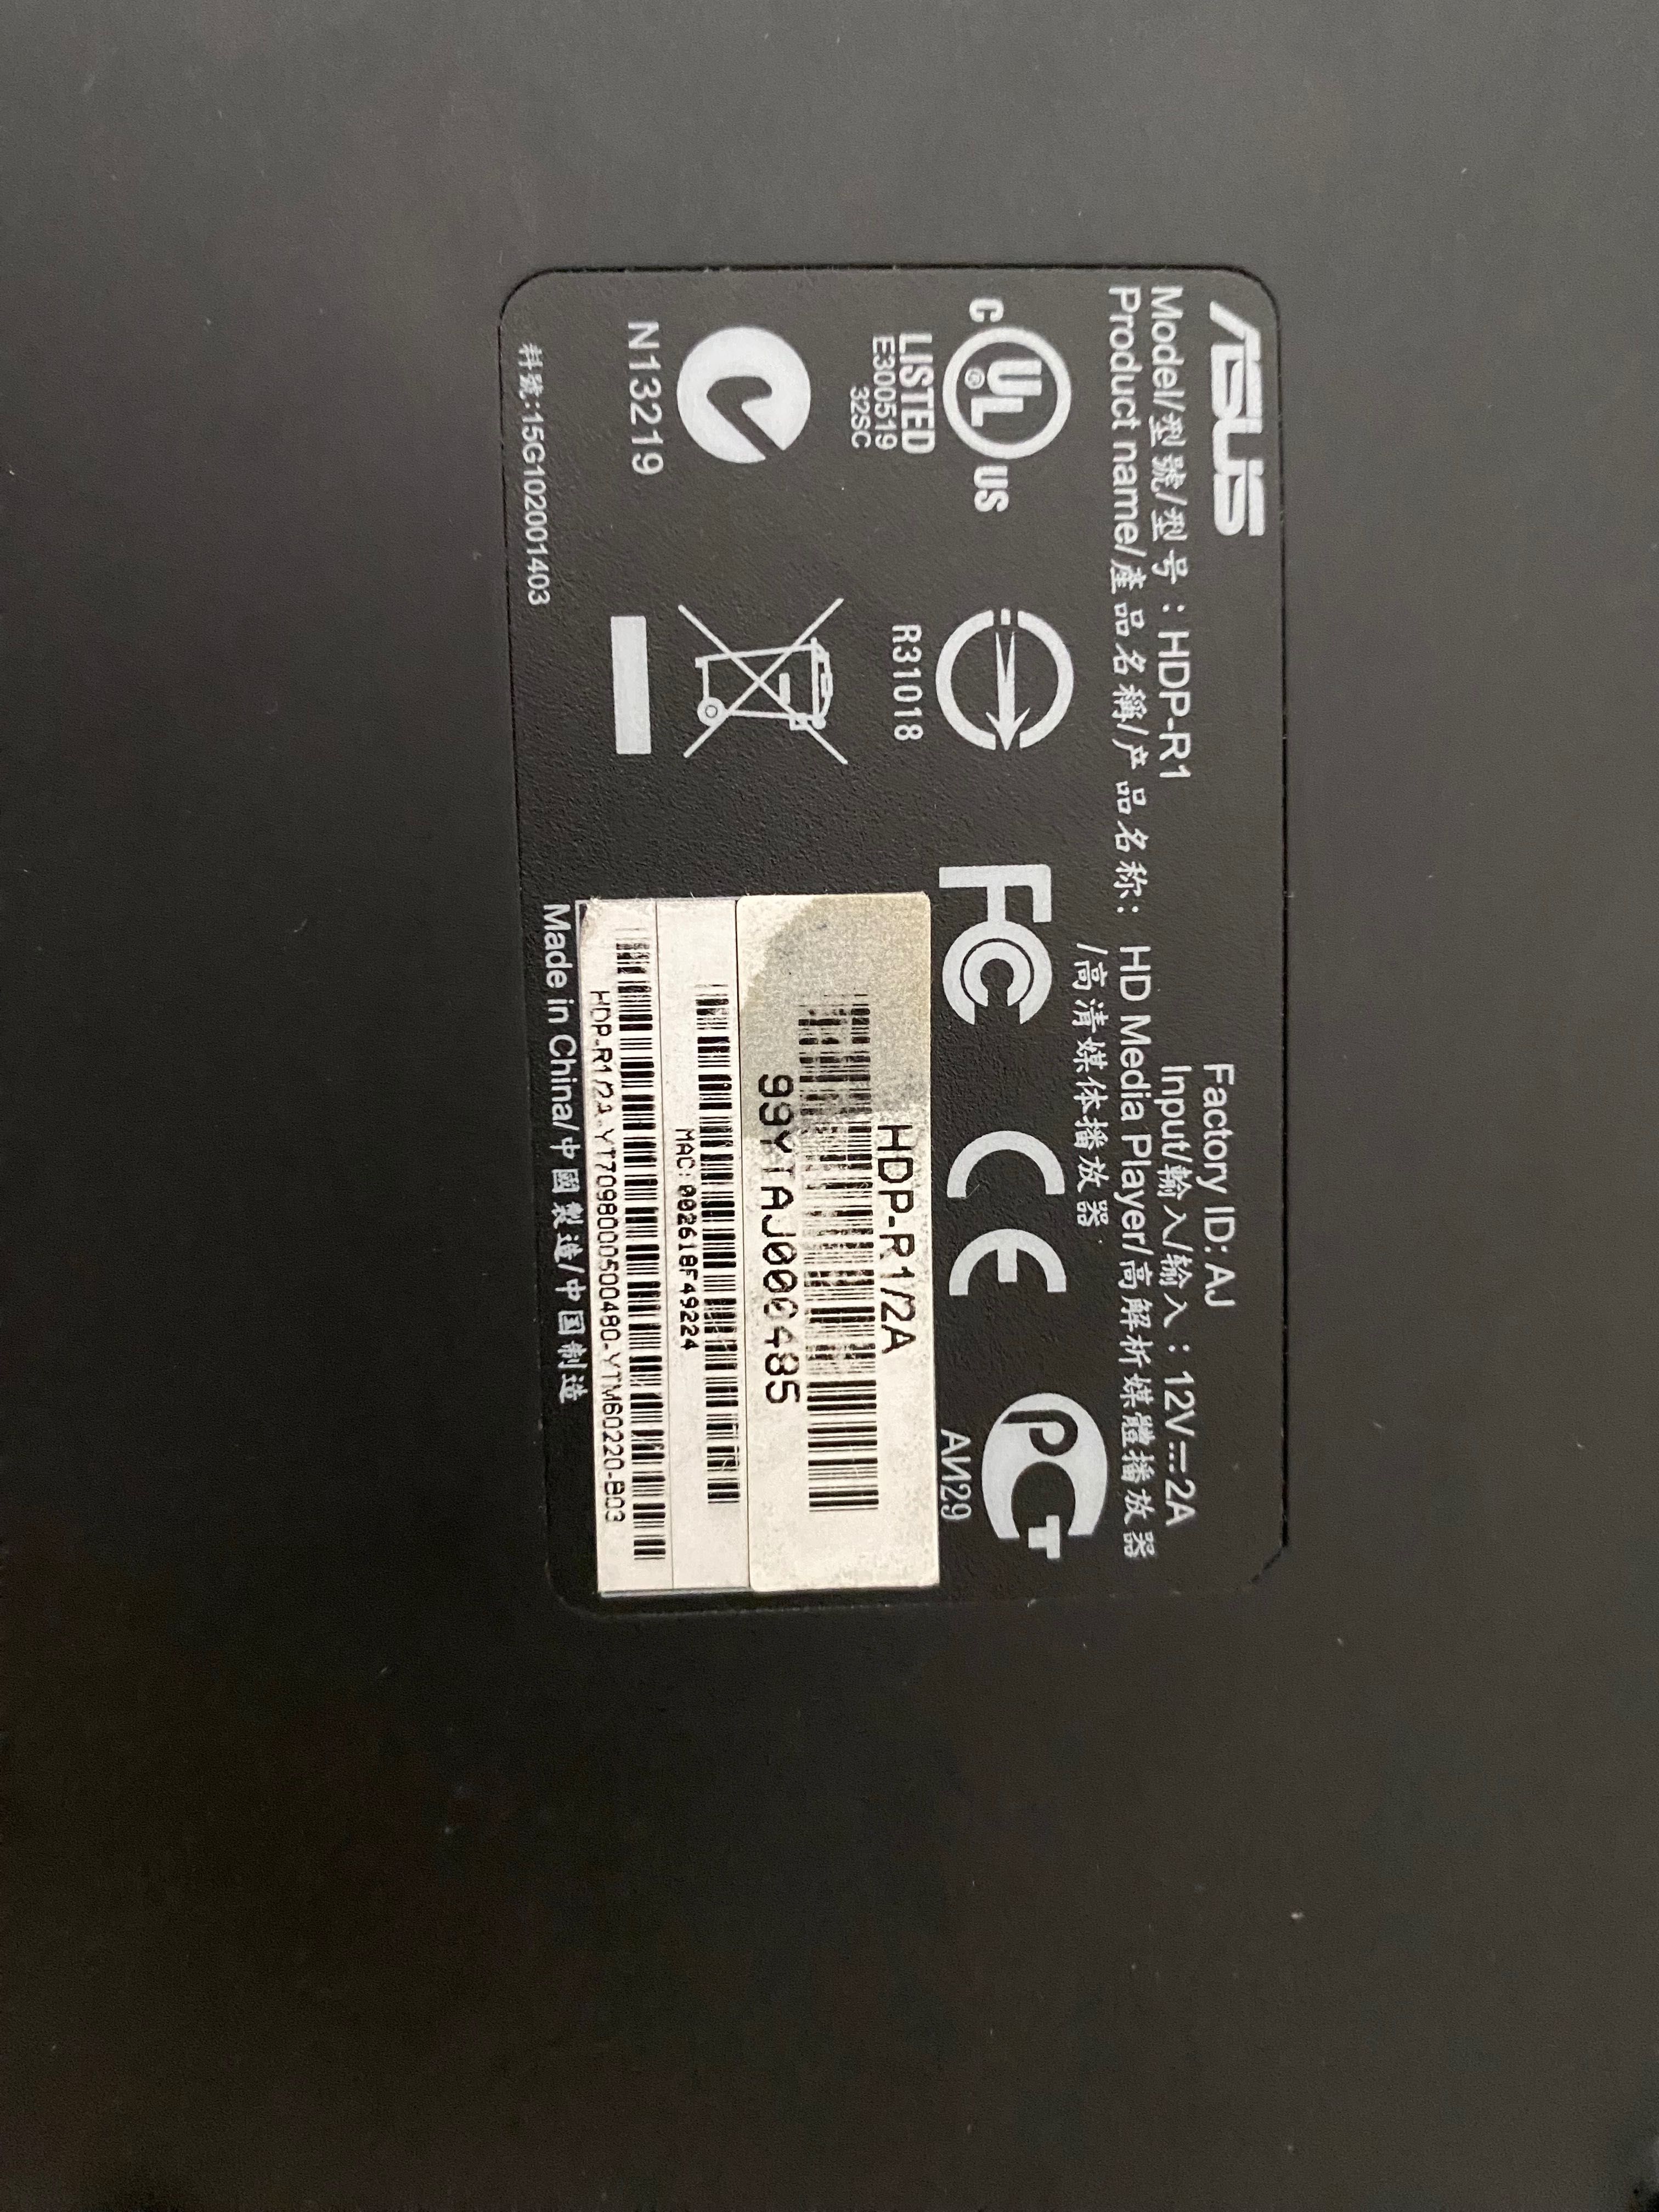 ASUS
Factory ID: AJ
Model/型號/型号：HDP-R1
Input/輸入/输入：12V⎓2A
Product name/產品名稱/产品名称：HD Media Player/高解析媒體播放器
/高清媒体播放器
C UL ® US
LISTED
E300519
32SC
R31018
FC
CE
PCT
АИ29
N13219
HDP-R1/2A
99YTAJ000485
MAC:002618F49224
HDP-R1/2A-YT7098000500480-YTM60220-B03
料號:15G102001403
Made in China/中國製造/中国制造